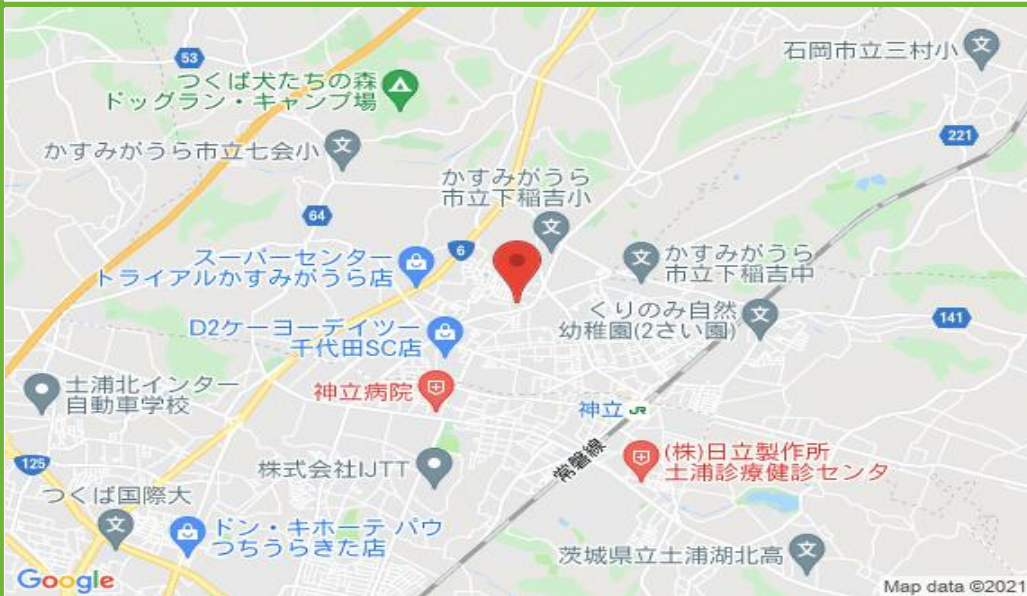 53
つくば犬たちの森
ドッグラン・キャンプ場
石岡市立三村小
221
かすみがうら市立七会小
かすみがうら
市立下稲吉小
64
6
スーパーセンター
トライアルかすみがうら店
かすみがうら
市立下稲吉中
D2ケーヨーデイツー
千代田SC店
くりのみ自然
幼稚園(2さい園)
141
土浦北インター
自動車学校
神立病院
神立 JR
常磐線
(株)日立製作所
土浦診療健診センタ
125
株式会社IJTT
つくば国際大
ドン・キホーテ パウ
つちうらきた店
茨城県立土浦湖北高
Google
Map data ©2021